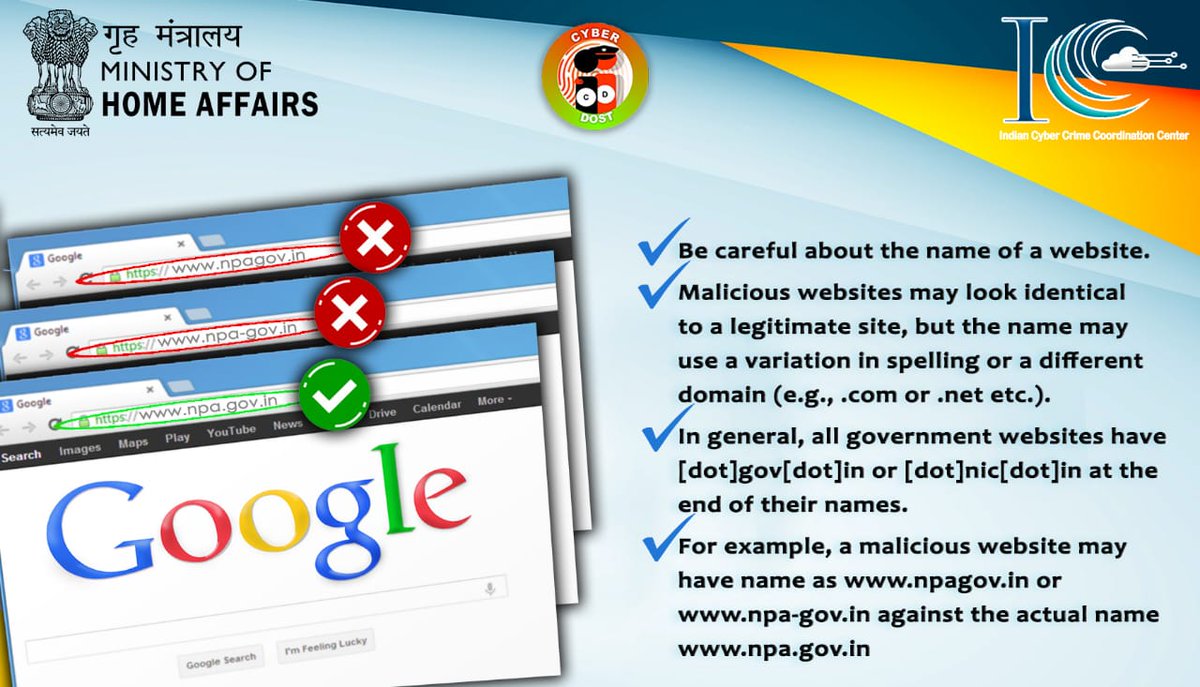 गृह मंत्रालय
MINISTRY OF
HOME AFFAIRS
सत्यमेव जयते
CYBER
C D
DOST
ICC
Indian Cyber Crime Coordination Center
Google
https://www.npagov.in
Google
https://www.npa-gov.in
Google
https://www.npa.gov.in
Search Images Maps Play YouTube News Drive Calendar More
Google
Google Search I'm Feeling Lucky
Be careful about the name of a website.
Malicious websites may look identical
to a legitimate site, but the name may
use a variation in spelling or a different
domain (e.g., .com or .net etc.).
In general, all government websites have
[dot]gov[dot]in or [dot]nic[dot]in at the
end of their names.
For example, a malicious website may
have name as www.npagov.in or
www.npa-gov.in against the actual name
www.npa.gov.in